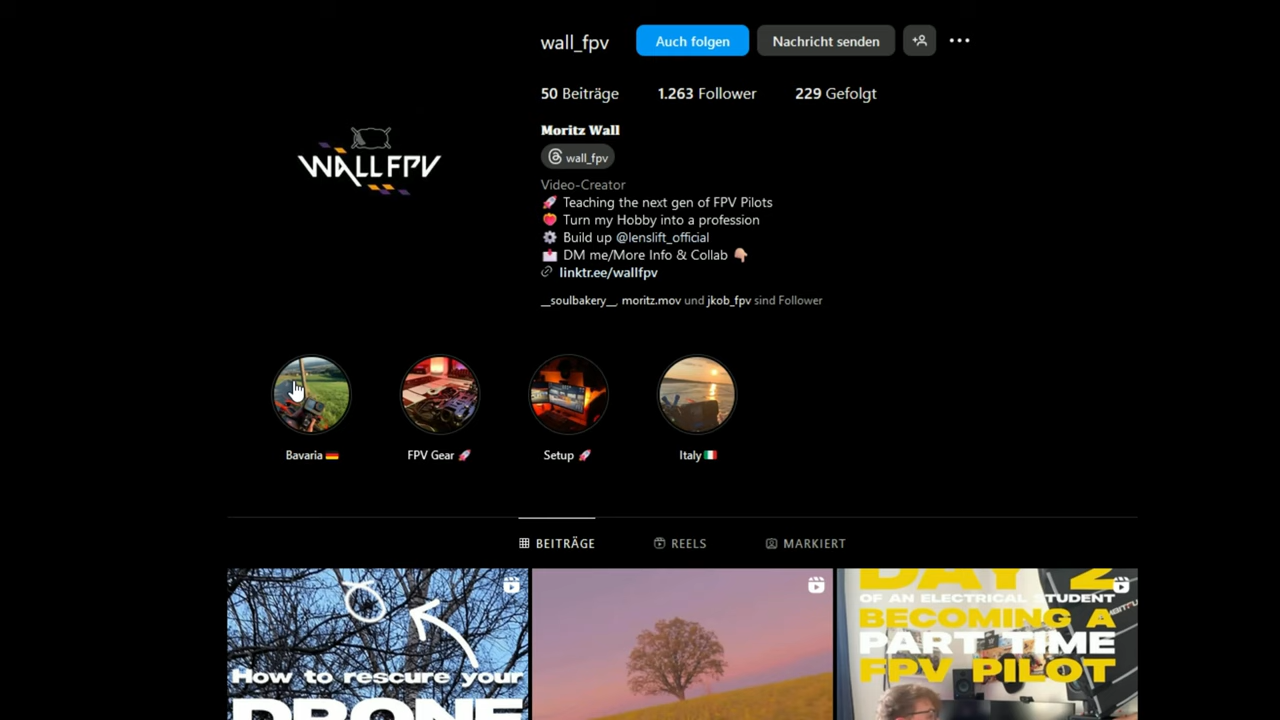 wall_fpv
Auch folgen
Nachricht senden
50 Beiträge
1.263 Follower
229 Gefolgt
WALLFPV
Moritz Wall
wall_fpv
Video-Creator
🚀 Teaching the next gen of FPV Pilots
❤️‍🔥 Turn my Hobby into a profession
⚙️ Build up @lenslift_official
📩 DM me/More Info & Collab 👇🏼
linktr.ee/wallfpv
__soulbakery__, moritz.mov und jkob_fpv sind Follower
Bavaria 🇩🇪
FPV Gear 🚀
Setup 🚀
Italy 🇮🇹
BEITRÄGE
REELS
MARKIERT
How to rescure your
DRONE
DAY 2
OF AN ELECTRICAL STUDENT
BECOMING A
PART TIME
FPV PILOT